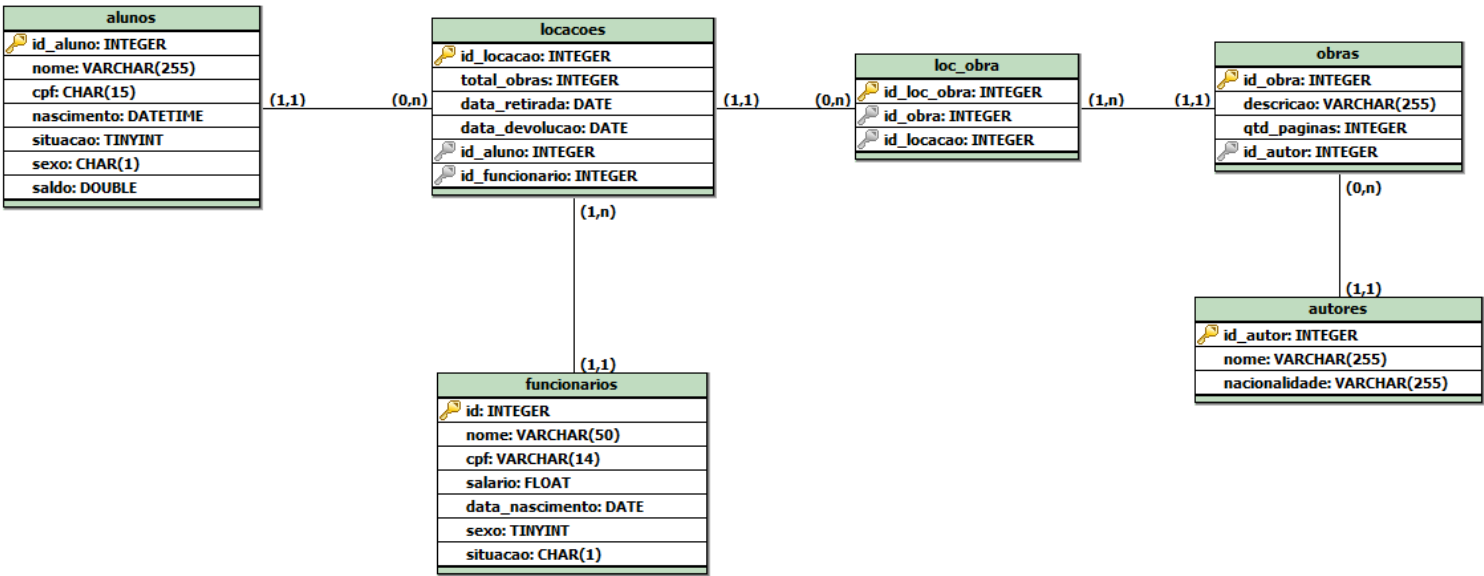 alunos
id_aluno: INTEGER
nome: VARCHAR(255)
cpf: CHAR(15)
nascimento: DATETIME
situacao: TINYINT
sexo: CHAR(1)
saldo: DOUBLE
(1,1)
(0,n)
locacoes
id_locacao: INTEGER
total_obras: INTEGER
data_retirada: DATE
data_devolucao: DATE
id_aluno: INTEGER
id_funcionario: INTEGER
(1,1)
(0,n)
loc_obra
id_loc_obra: INTEGER
id_obra: INTEGER
id_locacao: INTEGER
(1,n)
(1,1)
obras
id_obra: INTEGER
descricao: VARCHAR(255)
qtd_paginas: INTEGER
id_autor: INTEGER
(0,n)
(1,1)
autores
id_autor: INTEGER
nome: VARCHAR(255)
nacionalidade: VARCHAR(255)
(1,n)
(1,1)
funcionarios
id: INTEGER
nome: VARCHAR(50)
cpf: VARCHAR(14)
salario: FLOAT
data_nascimento: DATE
sexo: TINYINT
situacao: CHAR(1)